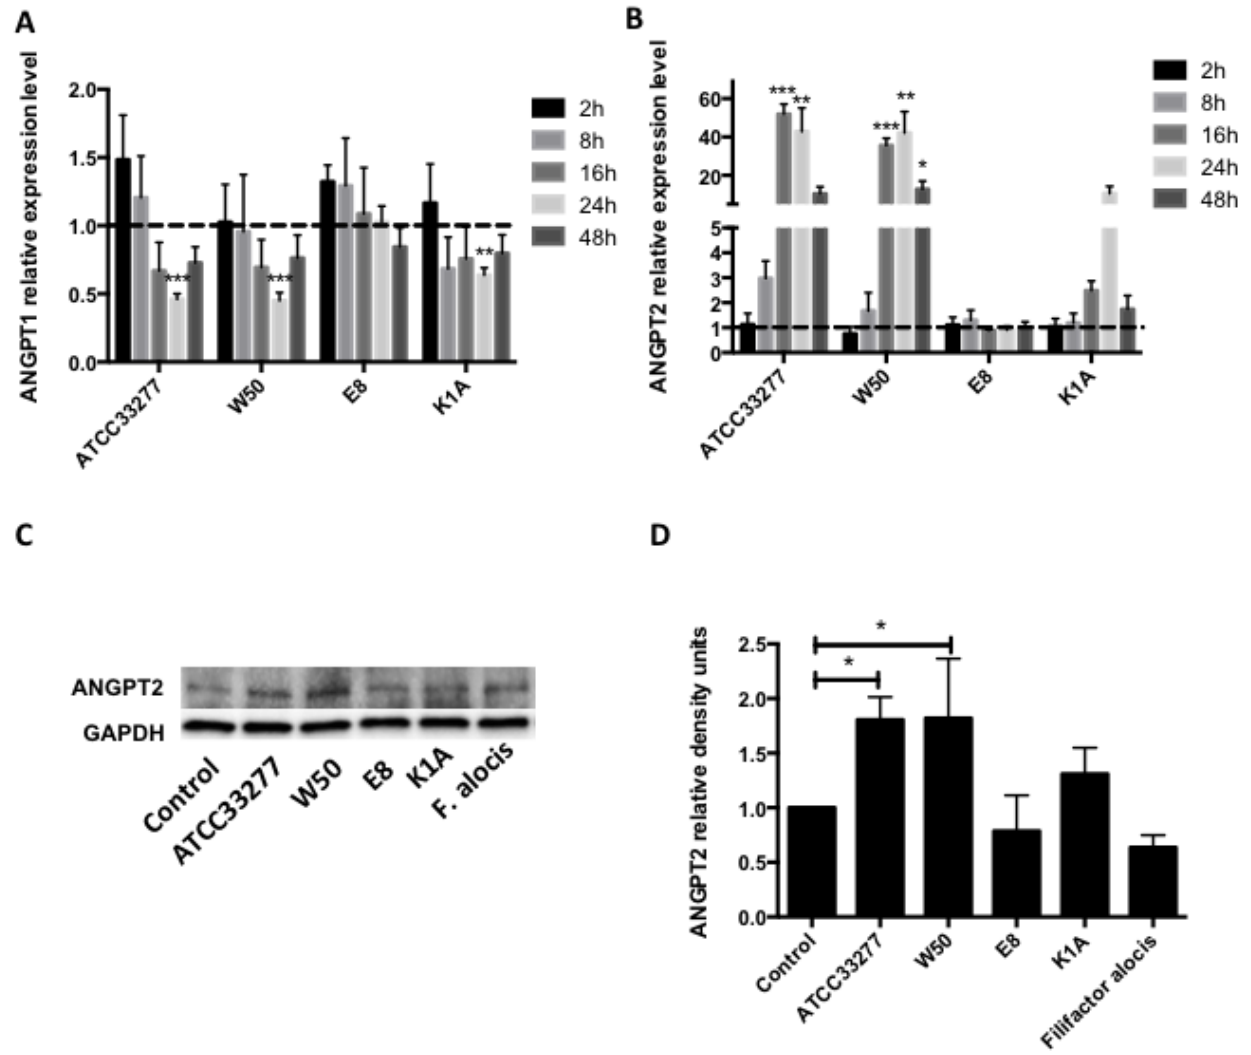 A
ANGPT1 relative expression level
2.0
1.5
1.0
0.5
0.0
***
***
**
ATCC33277
W50
E8
K1A
2h
8h
16h
24h
48h
B
ANGPT2 relative expression level
60
40
20
5
4
3
2
1
0
***
**
***
**
*
ATCC33277
W50
E8
K1A
2h
8h
16h
24h
48h
C
ANGPT2
GAPDH
Control
ATCC33277
W50
E8
K1A
F. alocis
D
ANGPT2 relative density units
2.5
2.0
1.5
1.0
0.5
0.0
*
*
Control
ATCC33277
W50
E8
K1A
Filifactor alocis